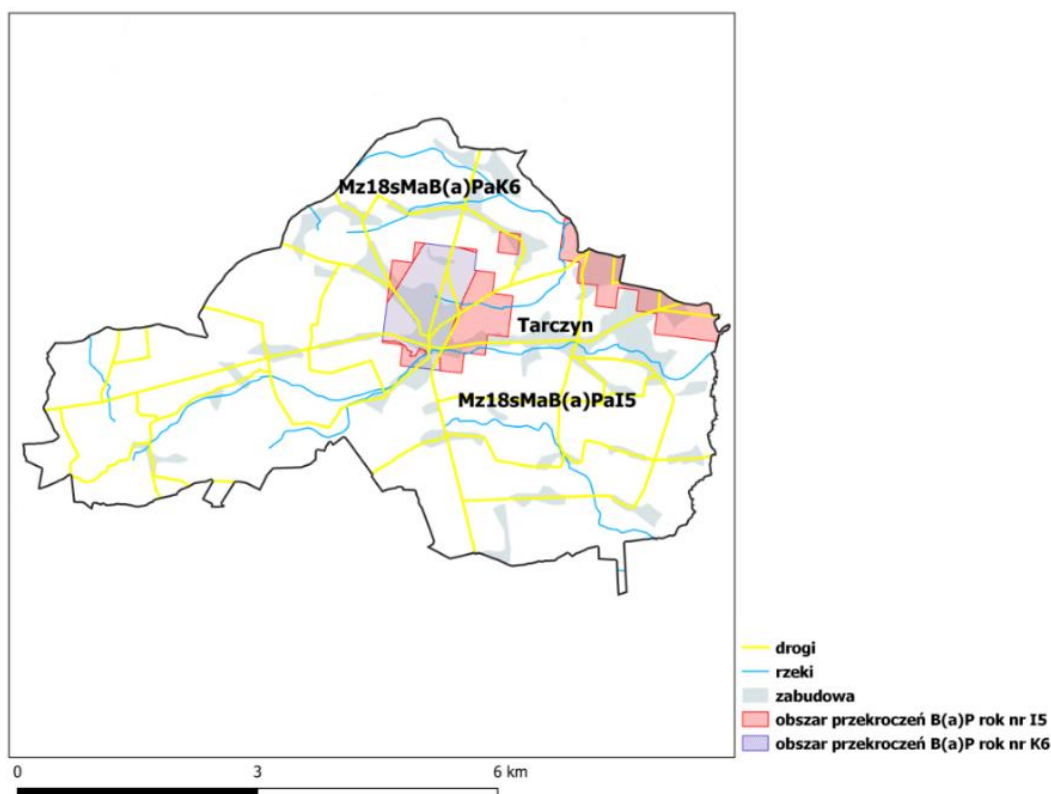 Mz18sMaB(a)PaK6
Tarczyn
Mz18sMaB(a)PaI5
drogi
rzeki
zabudowa
obszar przekroczeń B(a)P rok nr I5
obszar przekroczeń B(a)P rok nr K6
0 3 6 km